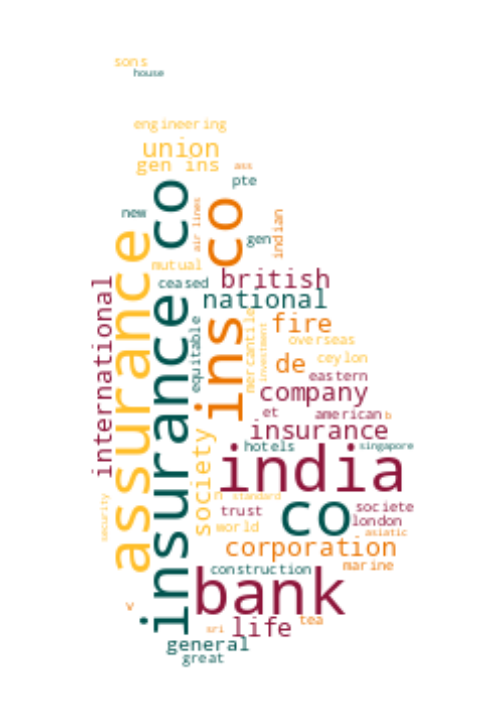 sons
house
engineering
union
gen ins
ass
pte
co
new
air lines
co
indian
gen
assurance
mutual
ceased
british
international
national
insurance
equitable
ins
mercantile
investment
fire
overseas
de
ceylon
eastern
company
et
american
b
insurance
hotels
singapore
society
india
security
n
standard
trust
co
societe
london
world
asiatic
corporation
construction
marine
bank
v
tea
sri
life
general
great